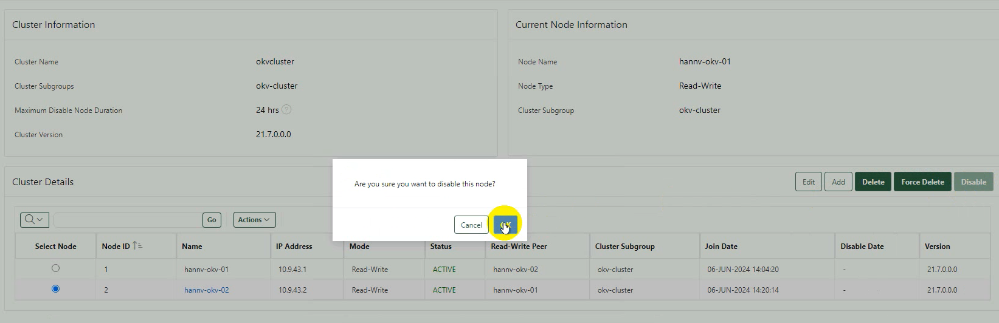 Cluster Information
Cluster Name okvcluster
Cluster Subgroups okv-cluster
Maximum Disable Node Duration 24 hrs ?
Cluster Version 21.7.0.0.0
Current Node Information
Node Name hannv-okv-01
Node Type Read-Write
Cluster Subgroup okv-cluster
Are you sure you want to disable this node?
Cancel OK
Cluster Details Edit Add Delete Force Delete Disable
Go Actions
Select Node Node ID Name IP Address Mode Status Read-Write Peer Cluster Subgroup Join Date Disable Date Version
1 hannv-okv-01 10.9.43.1 Read-Write ACTIVE hannv-okv-02 okv-cluster 06-JUN-2024 14:04:20 - 21.7.0.0.0
2 hannv-okv-02 10.9.43.2 Read-Write ACTIVE hannv-okv-01 okv-cluster 06-JUN-2024 14:20:14 - 21.7.0.0.0